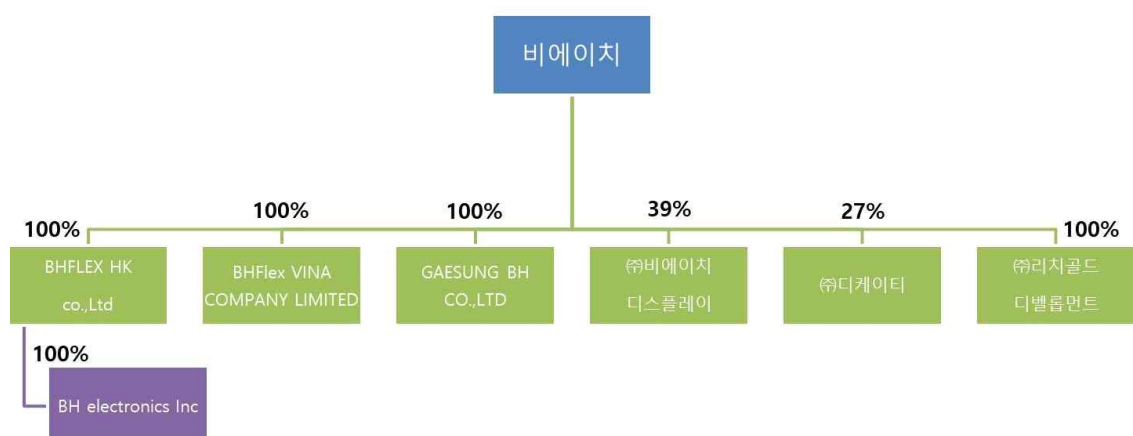 비에이치
100%
100%
100%
39%
27%
100%
BHFLEX HK
co.,Ltd
BHFlex VINA
COMPANY LIMITED
GAESUNG BH
CO.,LTD
㈜비에이치
디스플레이
㈜디케이티
㈜리치골드
디벨롭먼트
100%
BH electronics Inc